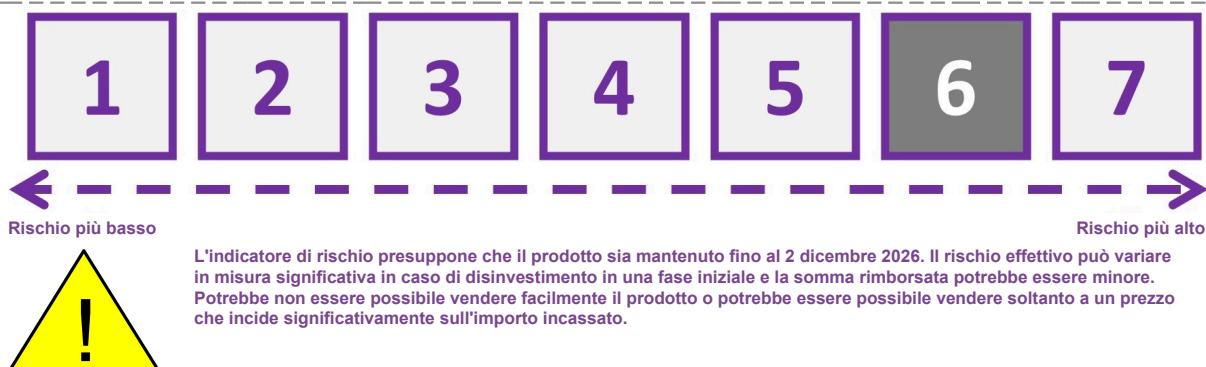 1 2 3 4 5 6 7
Rischio più basso Rischio più alto
L'indicatore di rischio presuppone che il prodotto sia mantenuto fino al 2 dicembre 2026. Il rischio effettivo può variare
in misura significativa in caso di disinvestimento in una fase iniziale e la somma rimborsata potrebbe essere minore.
Potrebbe non essere possibile vendere facilmente il prodotto o potrebbe essere possibile vendere soltanto a un prezzo
che incide significativamente sull'importo incassato.
!